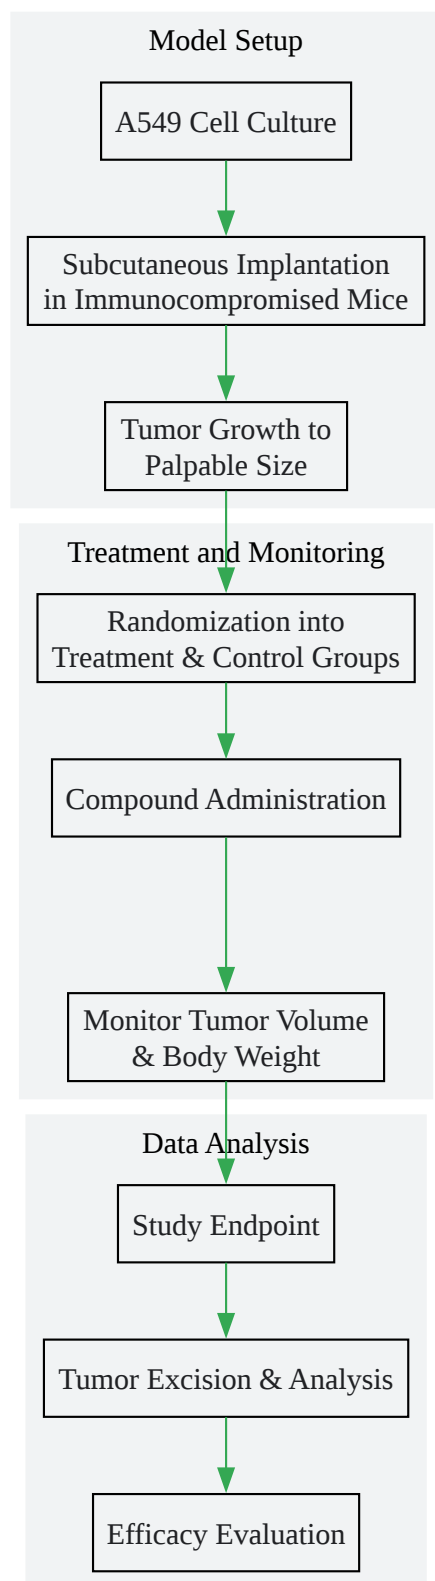 Model Setup
A549 Cell Culture
Subcutaneous Implantation
in Immunocompromised Mice
Tumor Growth to
Palpable Size
Treatment and Monitoring
Randomization into
Treatment & Control Groups
Compound Administration
Monitor Tumor Volume
& Body Weight
Data Analysis
Study Endpoint
Tumor Excision & Analysis
Efficacy Evaluation